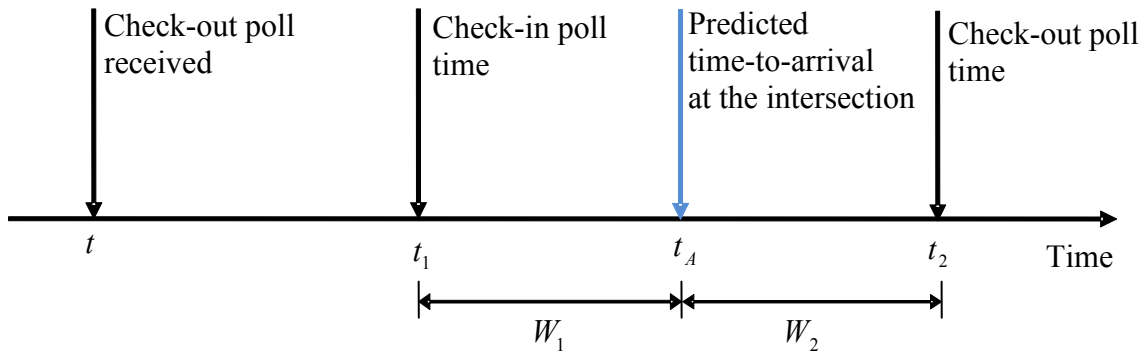 Check-out poll
received
Check-in poll
time
Predicted
time-to-arrival
at the intersection
Check-out poll
time
t
t₁
t_A
t₂
Time
W₁
W₂